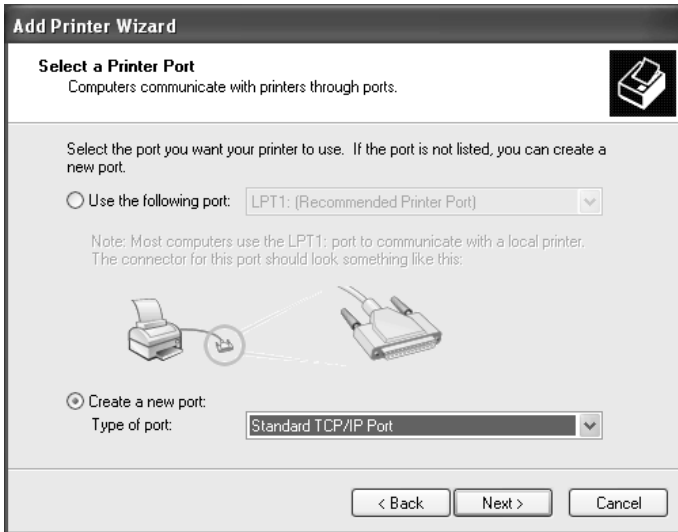 Add Printer Wizard
Select a Printer Port
Computers communicate with printers through ports.
Select the port you want your printer to use.  If the port is not listed, you can create a
new port.
Use the following port:
LPT1: (Recommended Printer Port)
Note: Most computers use the LPT1: port to communicate with a local printer.
The connector for this port should look something like this:
Create a new port:
Type of port:
Standard TCP/IP Port
< Back
Next >
Cancel